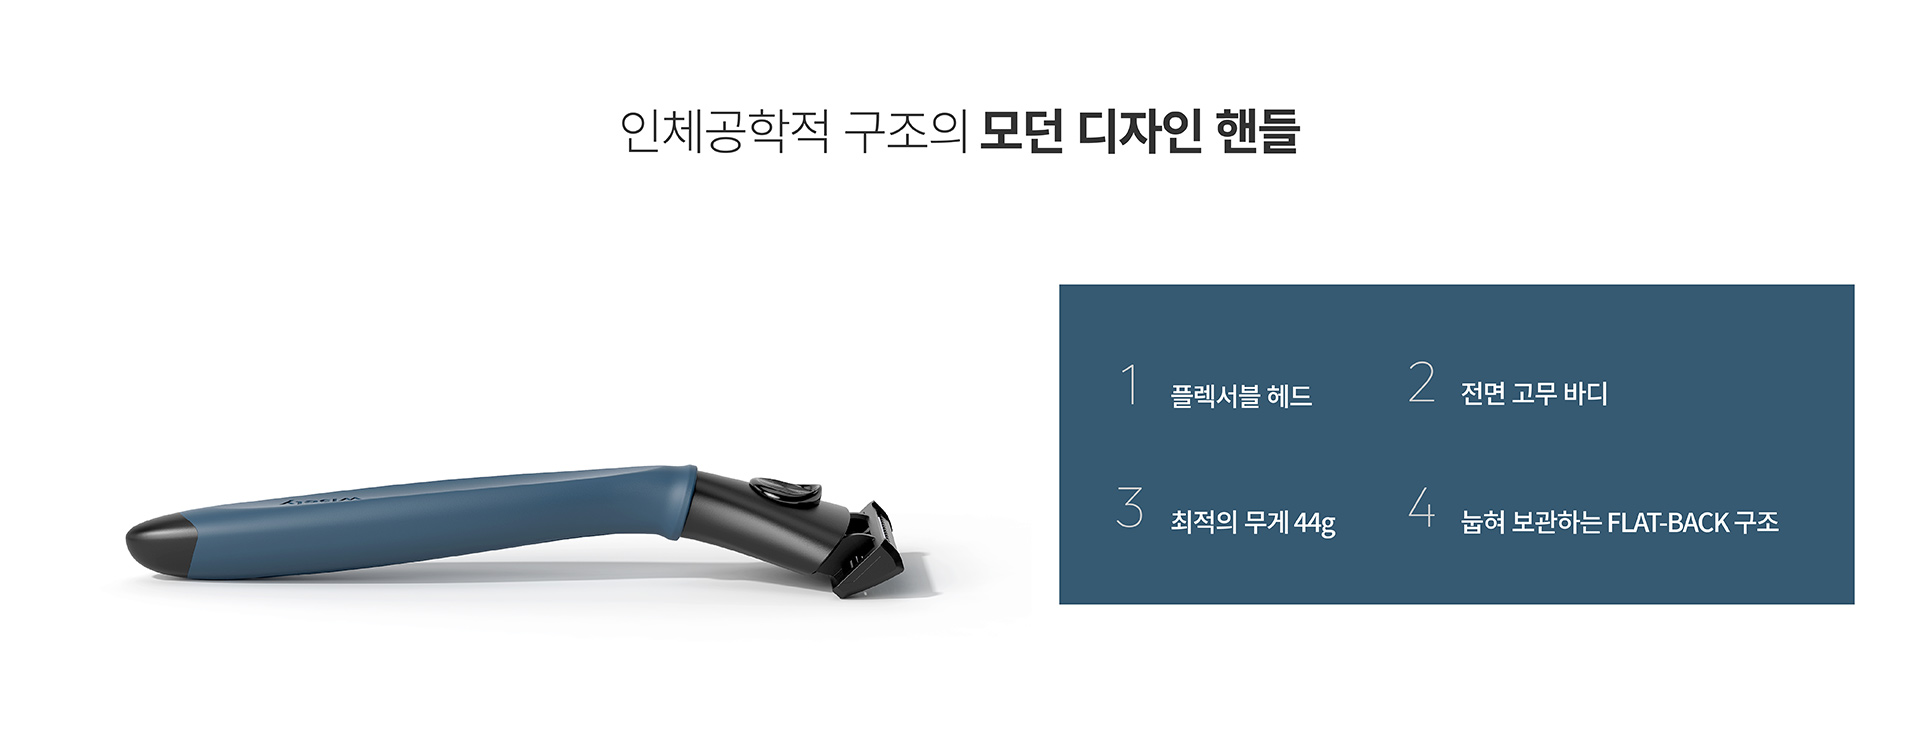 인체공학적 구조의 모던 디자인 핸들
1 플렉서블 헤드
2 전면 고무 바디
3 최적의 무게 44g
4 눕혀 보관하는 FLAT-BACK 구조